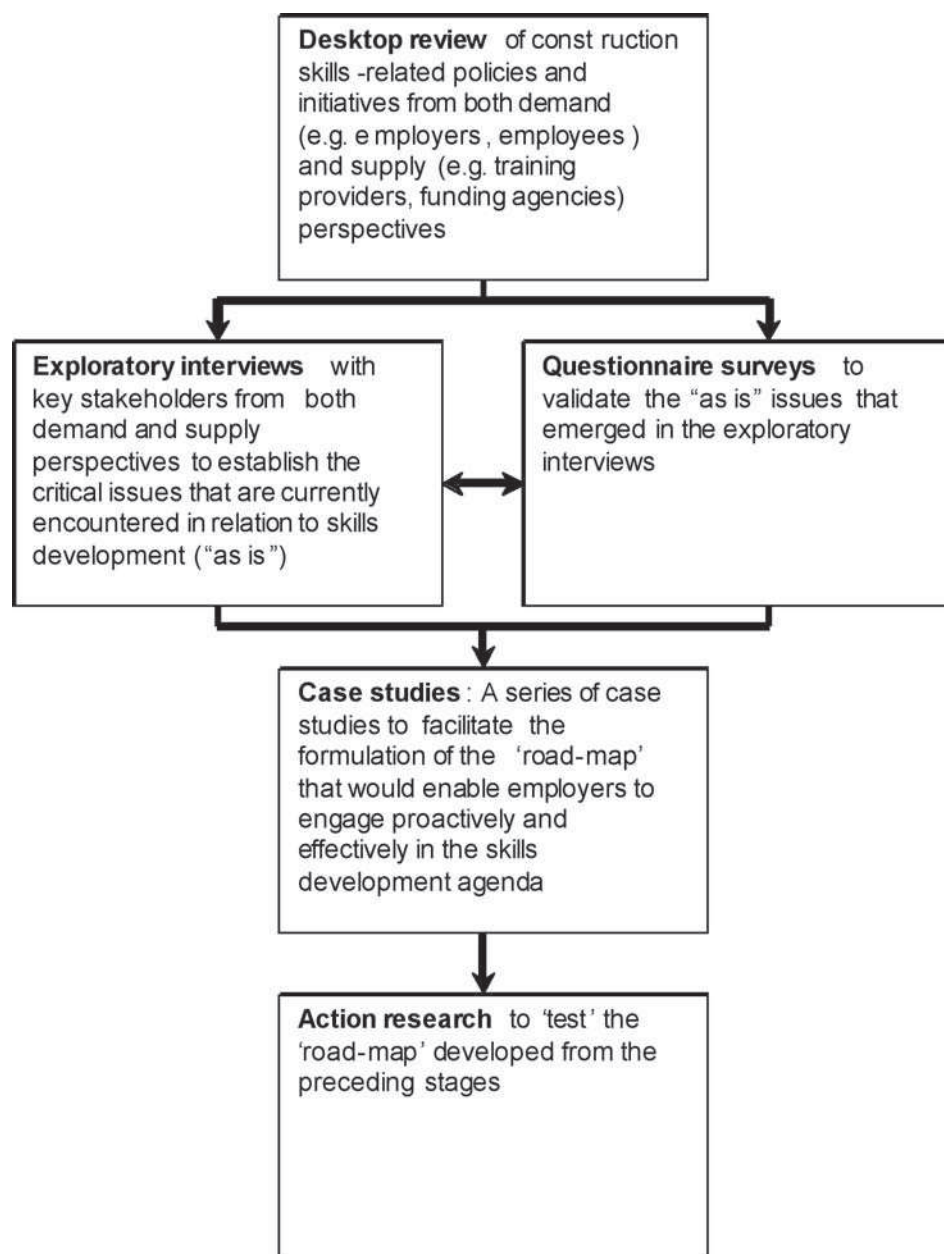 Desktop review of const ruction
skills -related policies and
initiatives from both demand
(e.g. e mployers , employees )
and supply (e.g. training
providers, funding agencies)
perspectives
Exploratory interviews with
key stakeholders from both
demand and supply
perspectives to establish the
critical issues that are currently
encountered in relation to skills
development (“as is”)
Questionnaire surveys to
validate the “as is” issues that
emerged in the exploratory
interviews
Case studies : A series of case
studies to facilitate the
formulation of the ‘road-map’
that would enable employers to
engage proactively and
effectively in the skills
development agenda
Action research to ‘test’ the
‘road-map’ developed from the
preceding stages